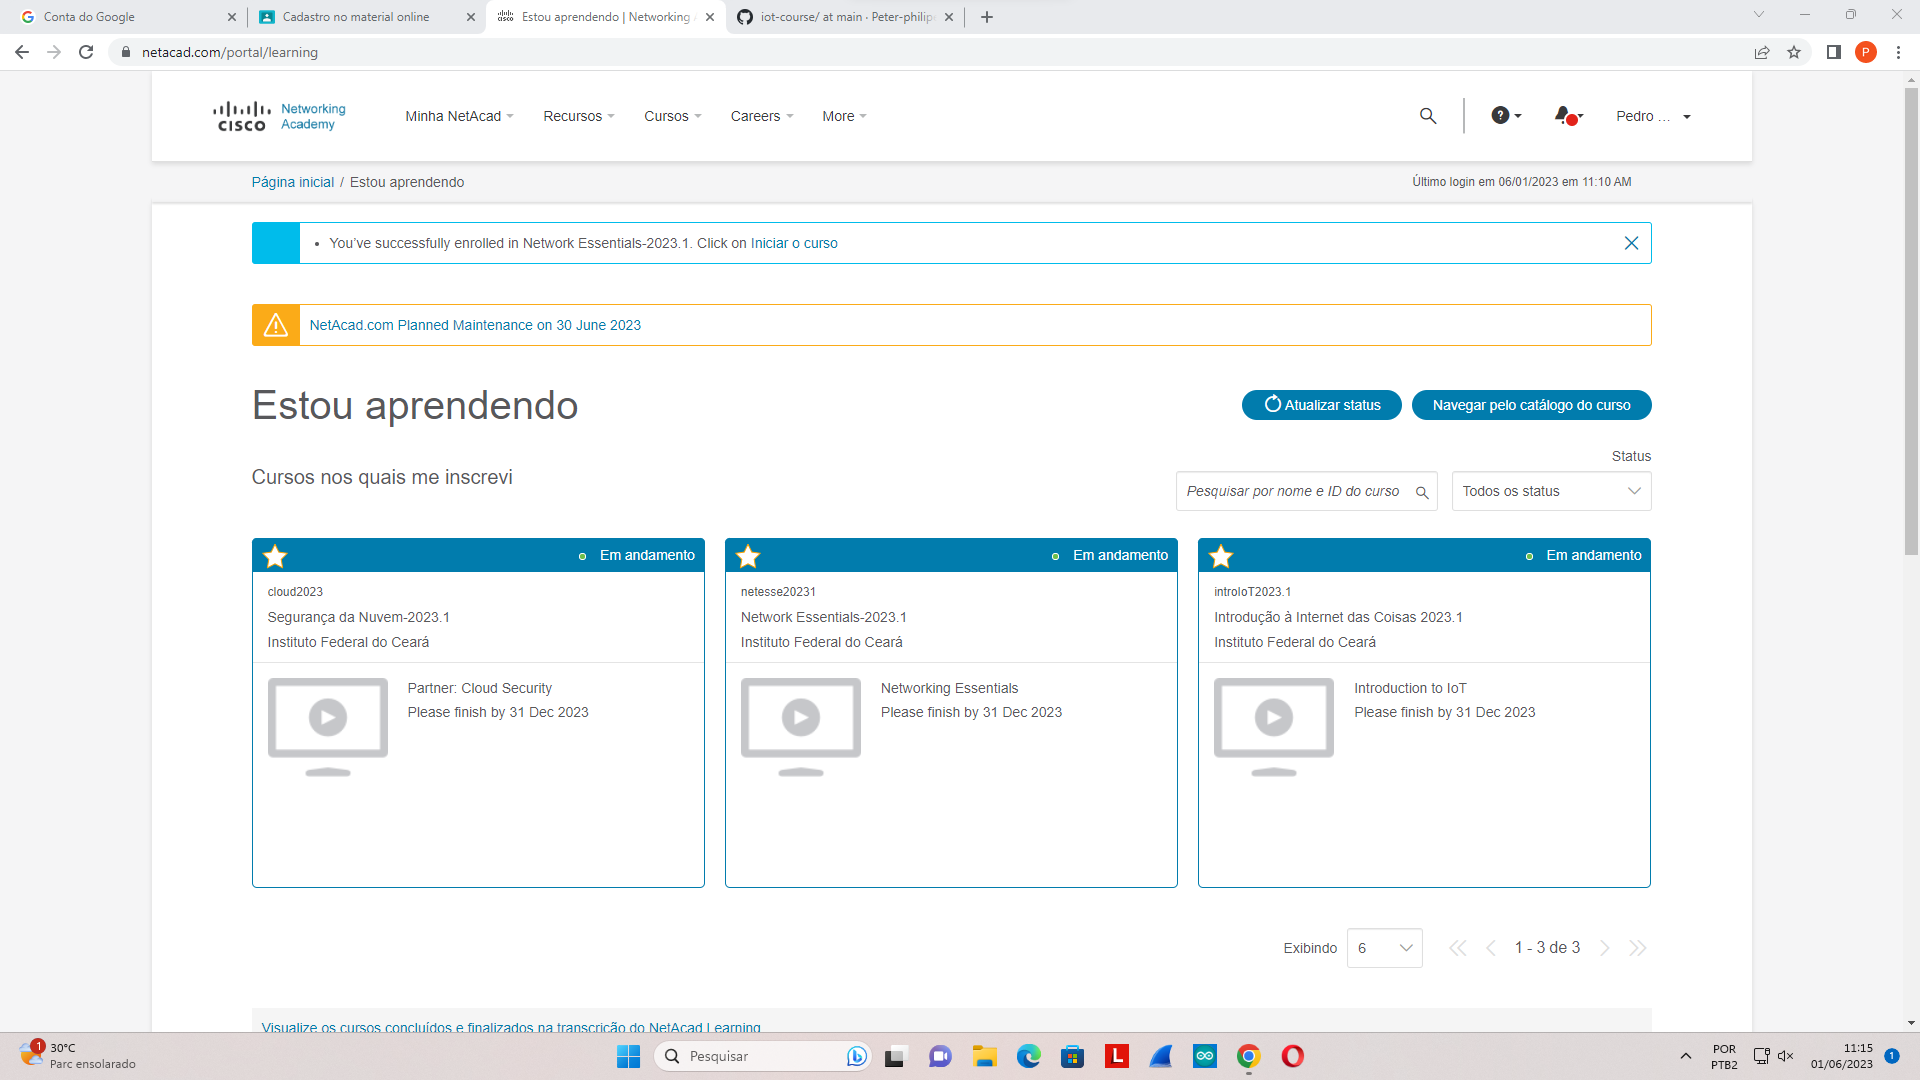 Conta do Google
Cadastro no material online
Estou aprendendo | Networking
iot-course/ at main · Peter-philip
netacad.com/portal/learning
P
CISCO Networking Academy
Minha NetAcad
Recursos
Cursos
Careers
More
Pedro ...
Página inicial / Estou aprendendo
Último login em 06/01/2023 em 11:10 AM
• You've successfully enrolled in Network Essentials-2023.1. Click on Iniciar o curso
NetAcad.com Planned Maintenance on 30 June 2023
Estou aprendendo
Atualizar status
Navegar pelo catálogo do curso
Status
Cursos nos quais me inscrevi
Pesquisar por nome e ID do curso
Todos os status
Em andamento
cloud2023
Segurança da Nuvem-2023.1
Instituto Federal do Ceará
Partner: Cloud Security
Please finish by 31 Dec 2023
Em andamento
netesse20231
Network Essentials-2023.1
Instituto Federal do Ceará
Networking Essentials
Please finish by 31 Dec 2023
Em andamento
introIoT2023.1
Introdução à Internet das Coisas 2023.1
Instituto Federal do Ceará
Introduction to IoT
Please finish by 31 Dec 2023
Exibindo
6
1 - 3 de 3
Visualize os cursos concluídos e finalizados na transcrição do NetAcad Learning
1
30°C
Parc ensolarado
Pesquisar
L
POR
PTB2
11:15
01/06/2023
1